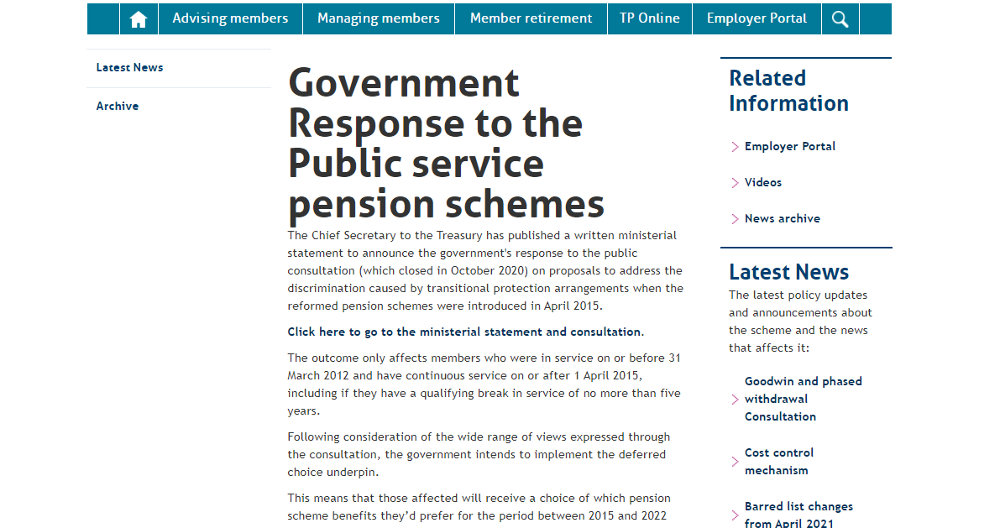 Advising members
Managing members
Member retirement
TP Online
Employer Portal
Latest News
Archive
Government
Response to the
Public service
pension schemes
The Chief Secretary to the Treasury has published a written ministerial
statement to announce the government's response to the public
consultation (which closed in October 2020) on proposals to address the
discrimination caused by transitional protection arrangements when the
reformed pension schemes were introduced in April 2015.
Click here to go to the ministerial statement and consultation.
The outcome only affects members who were in service on or before 31
March 2012 and have continuous service on or after 1 April 2015,
including if they have a qualifying break in service of no more than five
years.
Following consideration of the wide range of views expressed through
the consultation, the government intends to implement the deferred
choice underpin.
This means that those affected will receive a choice of which pension
scheme benefits they’d prefer for the period between 2015 and 2022
Related
Information
Employer Portal
Videos
News archive
Latest News
The latest policy updates
and announcements about
the scheme and the news
that affects it:
Goodwin and phased
withdrawal
Consultation
Cost control
mechanism
Barred list changes
from April 2021